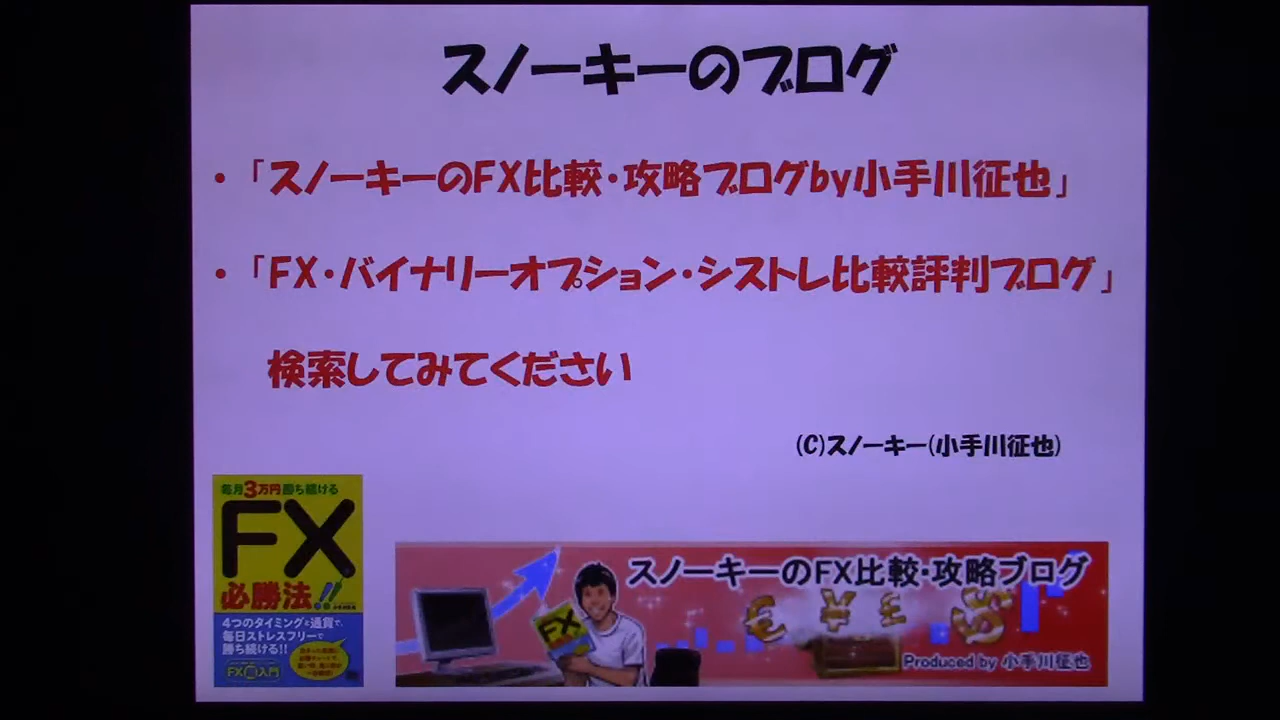 スノーキーのブログ
・「スノーキーのFX比較・攻略ブログby小手川征也」
・「FX・バイナリーオプション・シストレ比較評判ブログ」
検索してみてください
(C)スノーキー(小手川征也)
毎月3万円勝ち続ける
FX
必勝法!!
4つのタイミングと通貨で、
毎日ストレスフリーで
勝ち続ける!!
スノーキーのFX比較・攻略ブログ
FX
Produced by 小手川征也